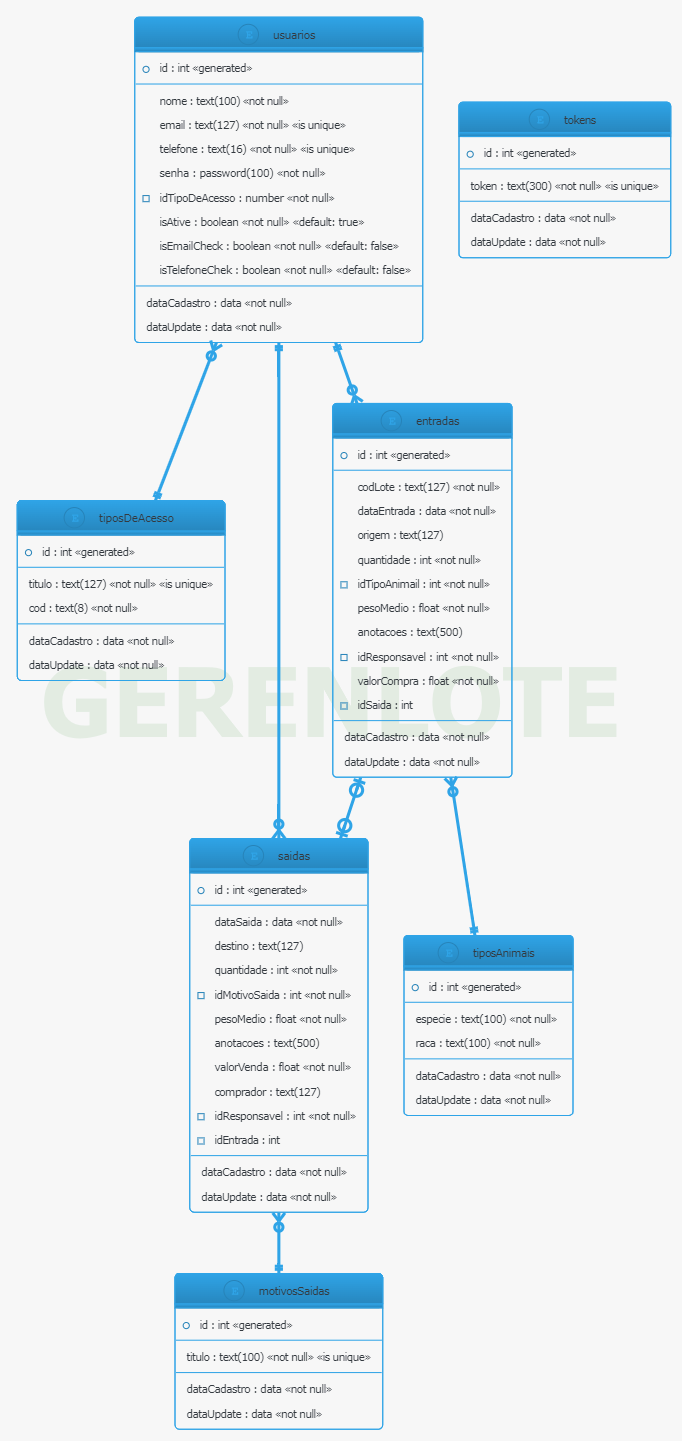 E usuarios
id : int «generated»
nome : text(100) «not null»
email : text(127) «not null» «is unique»
telefone : text(16) «not null» «is unique»
senha : password(100) «not null»
idTipoDeAcesso : number «not null»
isAtive : boolean «not null» «default: true»
isEmailCheck : boolean «not null» «default: false»
isTelefoneChek : boolean «not null» «default: false»
dataCadastro : data «not null»
dataUpdate : data «not null»
E tokens
id : int «generated»
token : text(300) «not null» «is unique»
dataCadastro : data «not null»
dataUpdate : data «not null»
E entradas
id : int «generated»
codLote : text(127) «not null»
dataEntrada : data «not null»
origem : text(127)
quantidade : int «not null»
idTipoAnimail : int «not null»
pesoMedio : float «not null»
anotacoes : text(500)
idResponsavel : int «not null»
valorCompra : float «not null»
idSaida : int
dataCadastro : data «not null»
dataUpdate : data «not null»
E tiposDeAcesso
id : int «generated»
titulo : text(127) «not null» «is unique»
cod : text(8) «not null»
dataCadastro : data «not null»
dataUpdate : data «not null»
GERENLOTE
E saidas
id : int «generated»
dataSaida : data «not null»
destino : text(127)
quantidade : int «not null»
idMotivoSaida : int «not null»
pesoMedio : float «not null»
anotacoes : text(500)
valorVenda : float «not null»
comprador : text(127)
idResponsavel : int «not null»
idEntrada : int
dataCadastro : data «not null»
dataUpdate : data «not null»
E tiposAnimais
id : int «generated»
especie : text(100) «not null»
raca : text(100) «not null»
dataCadastro : data «not null»
dataUpdate : data «not null»
E motivosSaidas
id : int «generated»
titulo : text(100) «not null» «is unique»
dataCadastro : data «not null»
dataUpdate : data «not null»